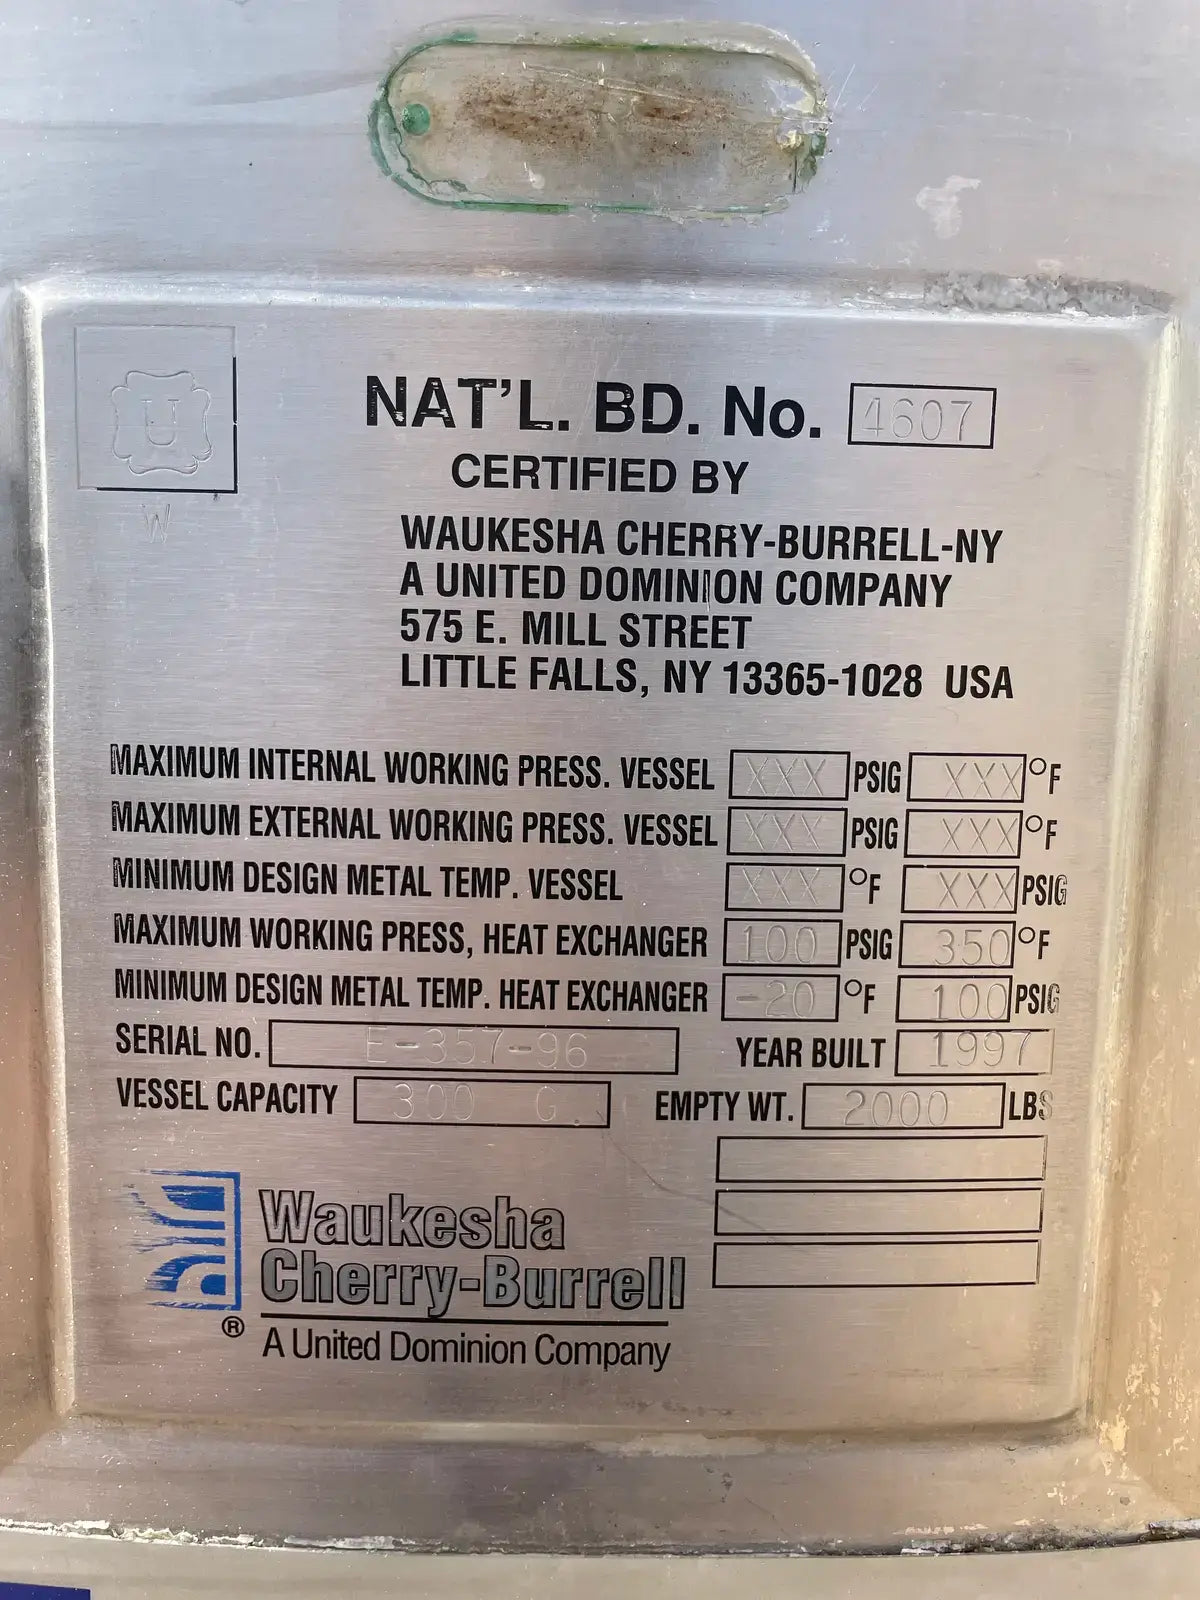 U
W
NAT'L. BD. No. 4607
CERTIFIED BY
WAUKESHA CHERRY-BURRELL-NY
A UNITED DOMINION COMPANY
575 E. MILL STREET
LITTLE FALLS, NY 13365-1028 USA
MAXIMUM INTERNAL WORKING PRESS. VESSEL XXX PSIG XXX °F
MAXIMUM EXTERNAL WORKING PRESS. VESSEL XXX PSIG XXX °F
MINIMUM DESIGN METAL TEMP. VESSEL XXX °F XXX PSIG
MAXIMUM WORKING PRESS, HEAT EXCHANGER 100 PSIG 350 °F
MINIMUM DESIGN METAL TEMP. HEAT EXCHANGER -20 °F 100 PSIG
SERIAL NO. E-357-96 YEAR BUILT 1997
VESSEL CAPACITY 300 G. EMPTY WT. 2000 LBS
Waukesha
Cherry-Burrell
®
A United Dominion Company